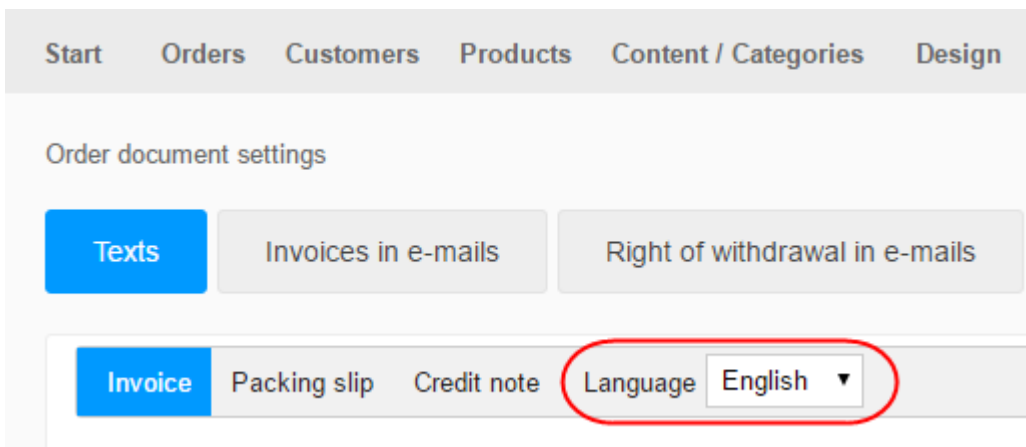 Start Orders Customers Products Content / Categories Design
Order document settings
Texts Invoices in e-mails Right of withdrawal in e-mails
Invoice Packing slip Credit note Language English